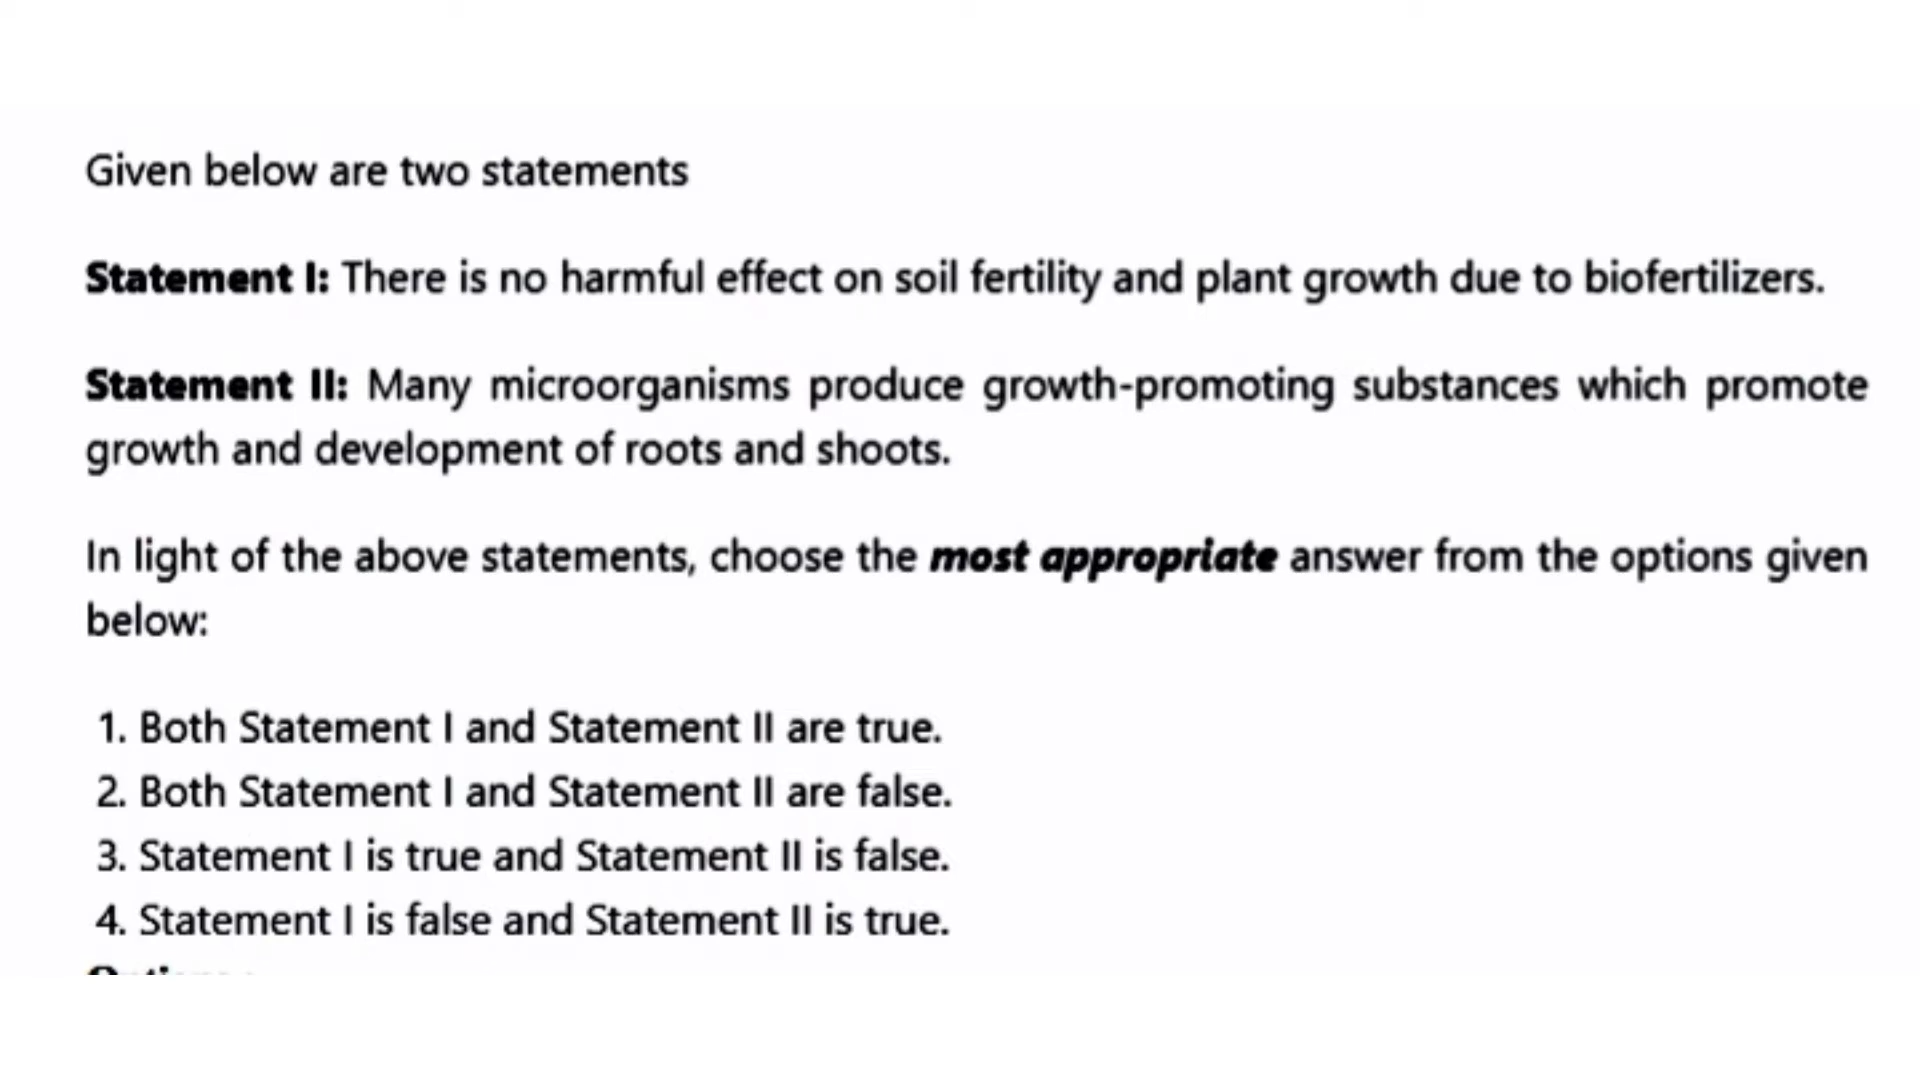 Given below are two statements
Statement I: There is no harmful effect on soil fertility and plant growth due to biofertilizers.
Statement II: Many microorganisms produce growth-promoting substances which promote
growth and development of roots and shoots.
In light of the above statements, choose the most appropriate answer from the options given
below:
1. Both Statement I and Statement II are true.
2. Both Statement I and Statement II are false.
3. Statement I is true and Statement II is false.
4. Statement I is false and Statement II is true.